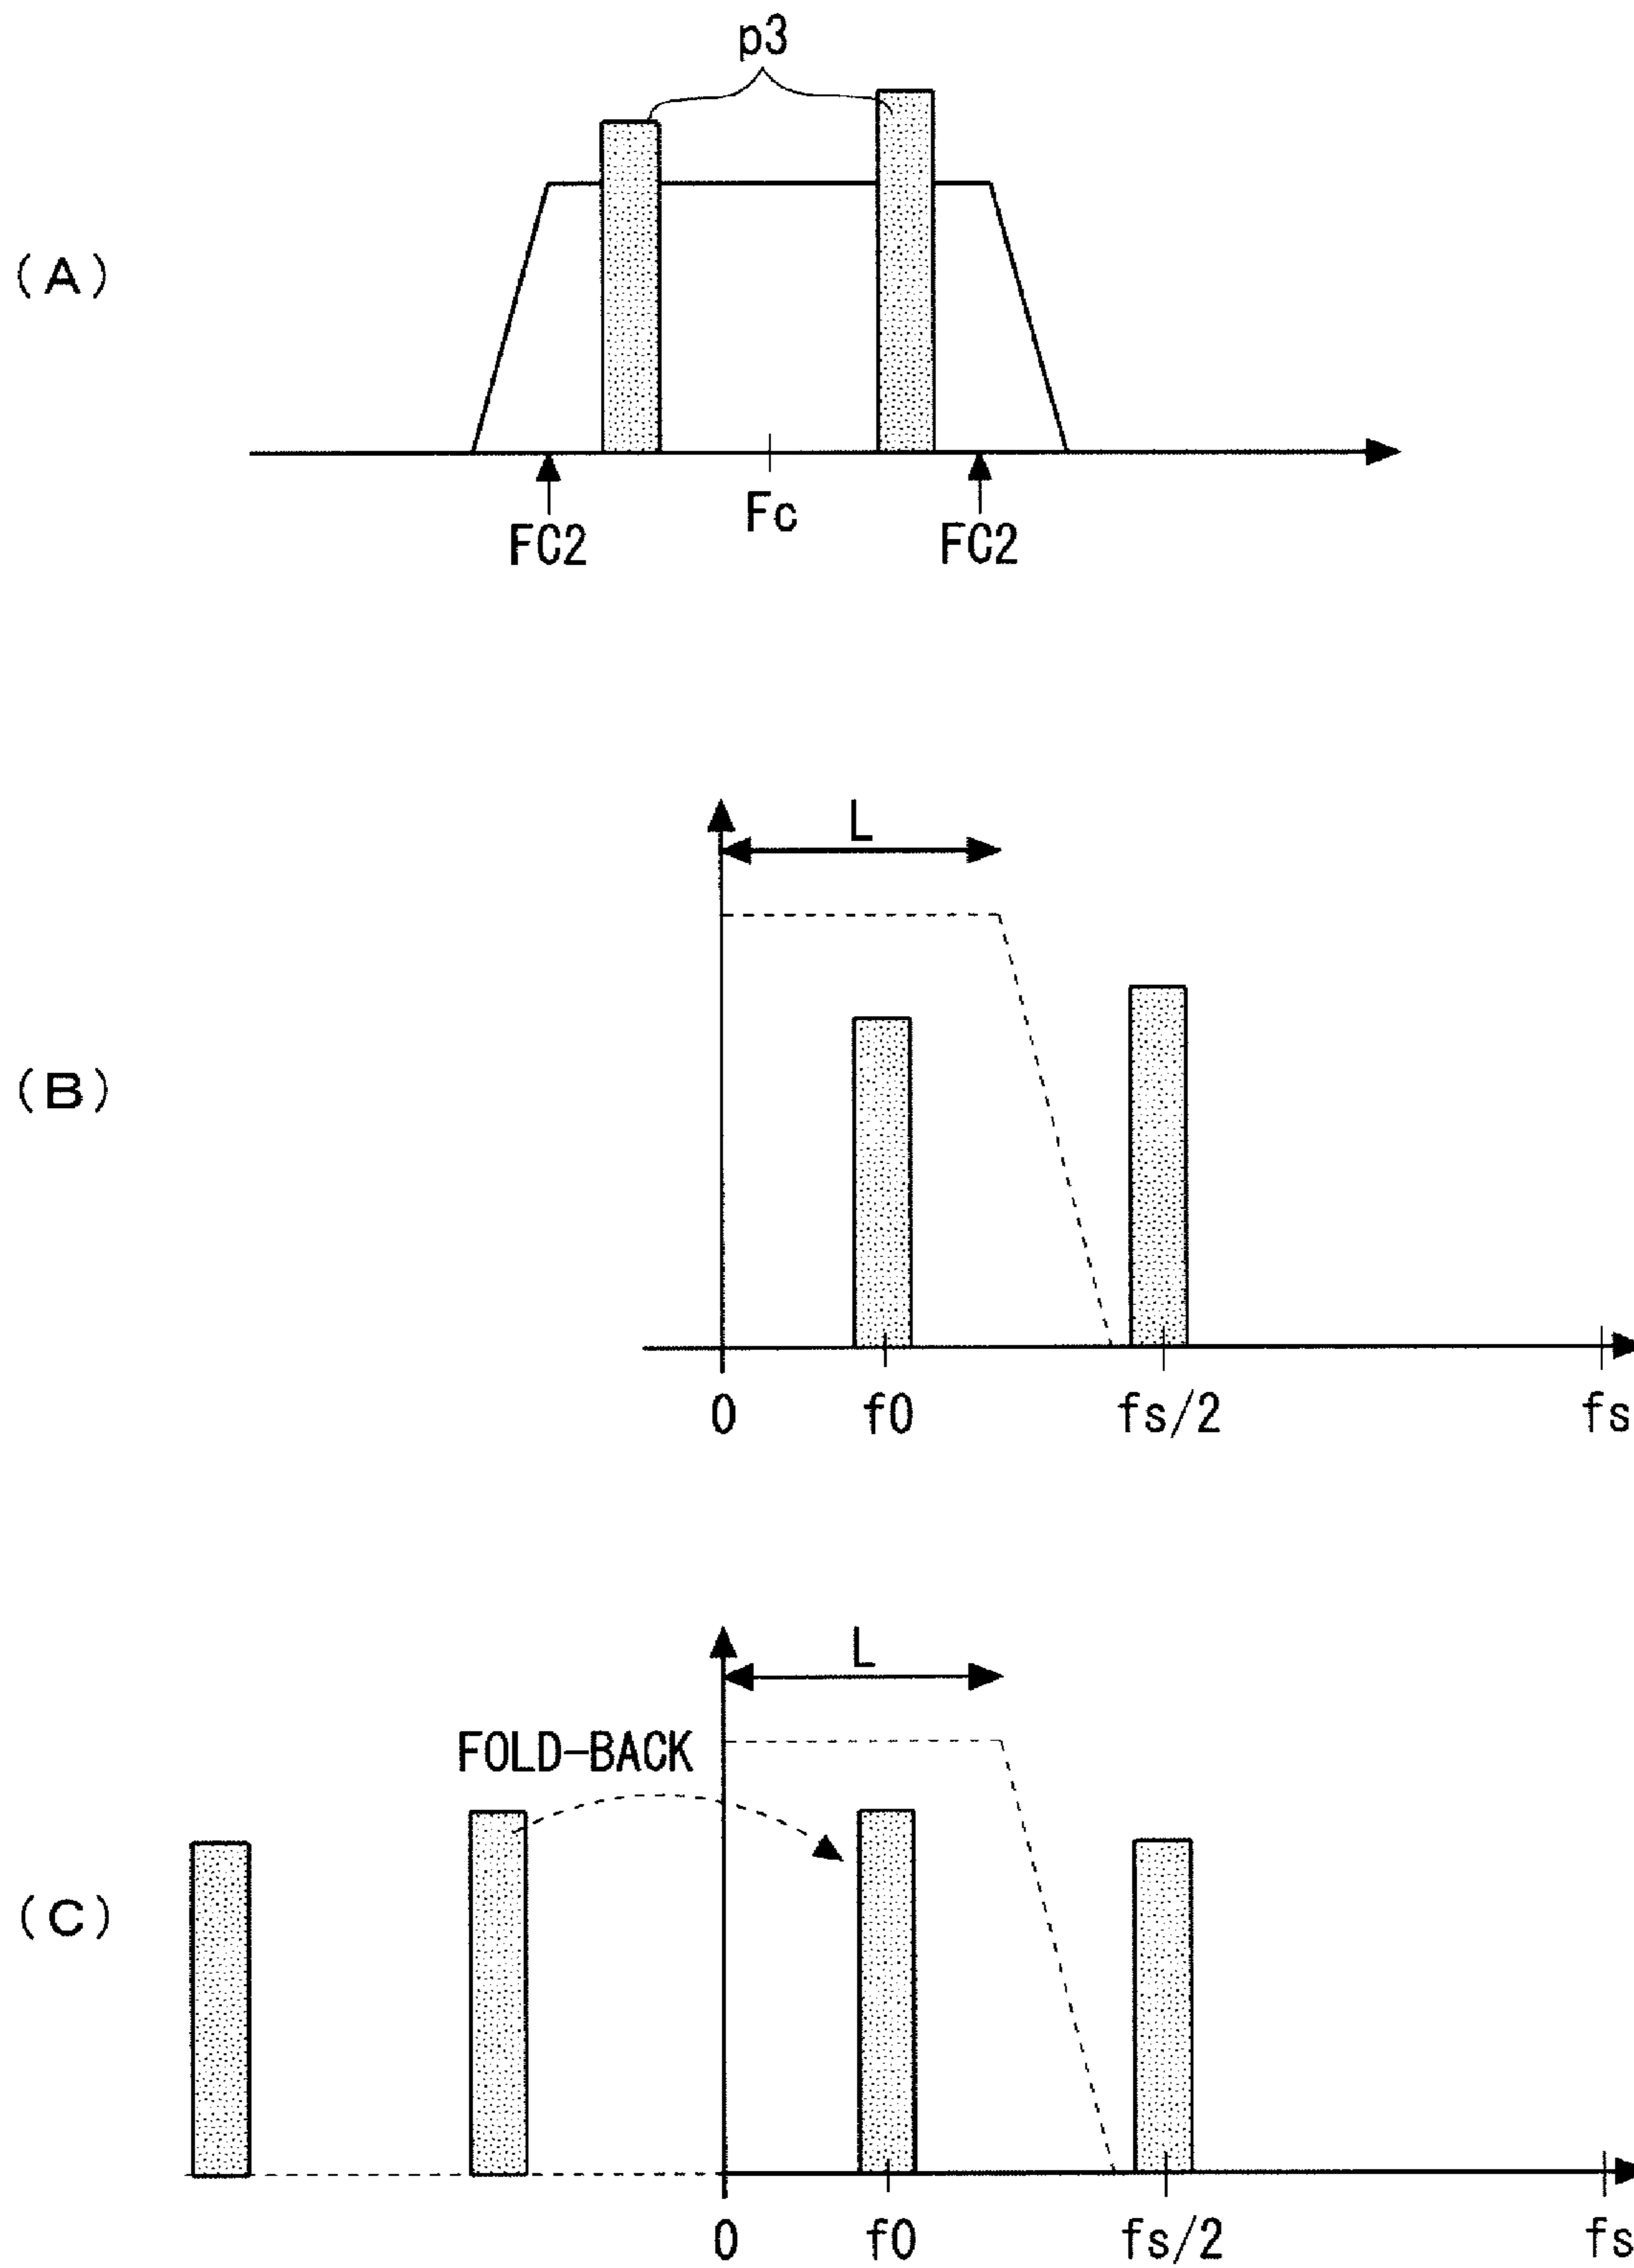 p3
(A)
Fc
FC2 FC2
L
(B)
0 f0 fs/2 fs
L
FOLD-BACK
(C)
0 f0 fs/2 fs